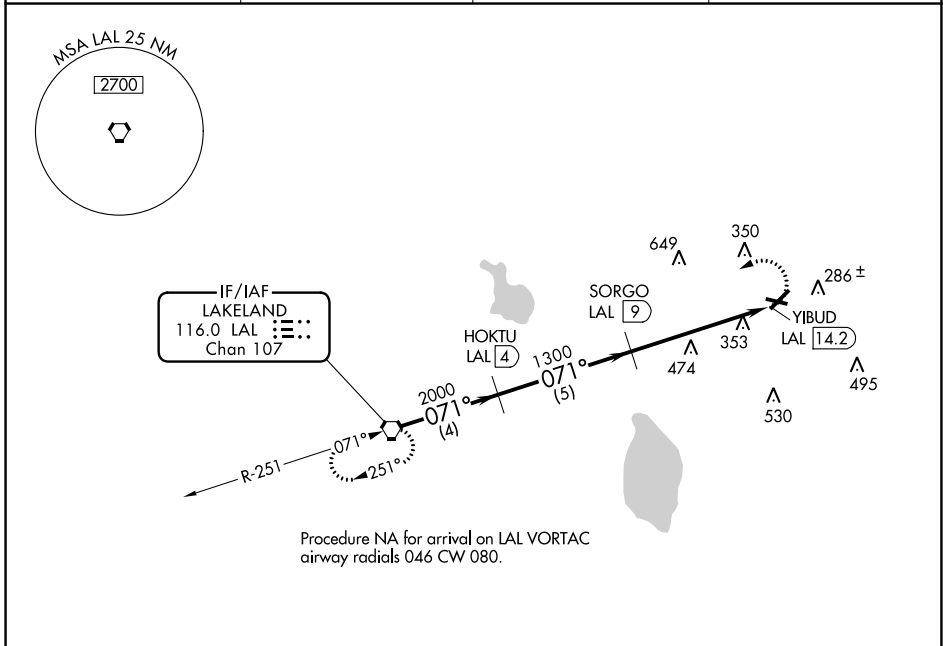 MSA LAL 25 NM
2700
IF/IAF
LAKELAND
116.0 LAL
Chan 107
HOKTU
LAL 4
SORGO
LAL 9
649
350
286 ±
YIBUD
LAL 14.2
353
474
495
530
2000
071°
(4)
1300
071°
(5)
071°
R-251
251°
Procedure NA for arrival on LAL VORTAC
airway radials 046 CW 080.